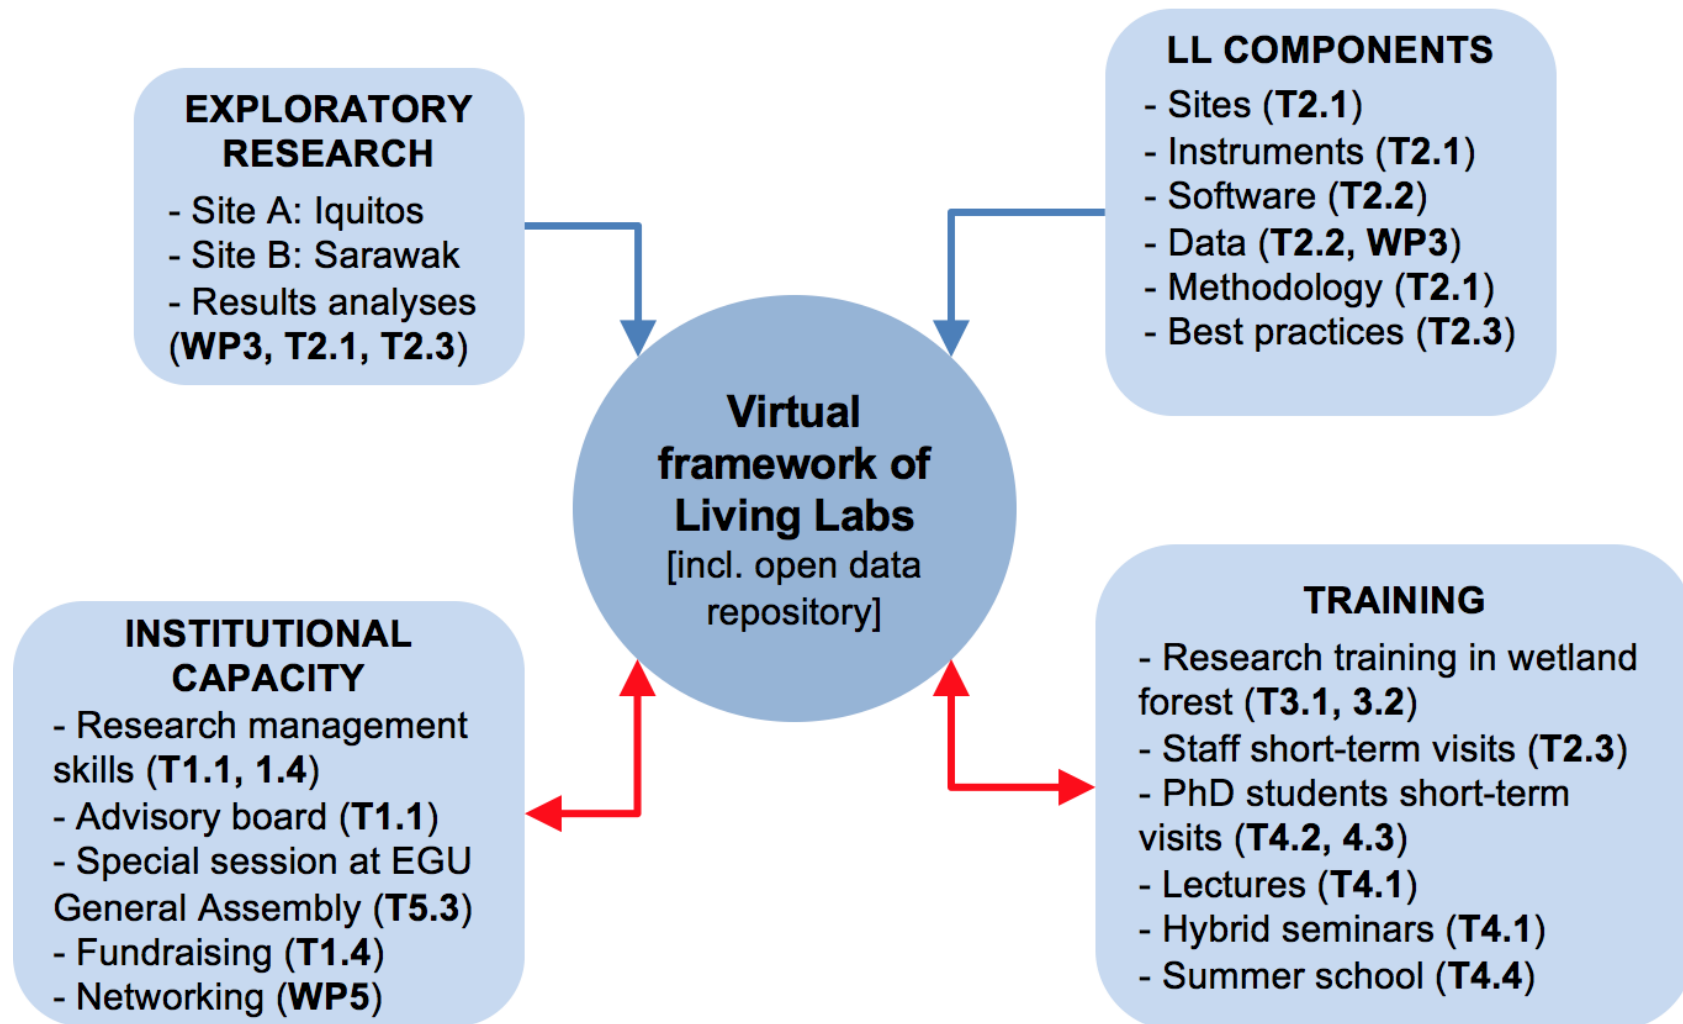 EXPLORATORY
RESEARCH
- Site A: Iquitos
- Site B: Sarawak
- Results analyses
(WP3, T2.1, T2.3)
LL COMPONENTS
- Sites (T2.1)
- Instruments (T2.1)
- Software (T2.2)
- Data (T2.2, WP3)
- Methodology (T2.1)
- Best practices (T2.3)
Virtual
framework of
Living Labs
[incl. open data
repository]
INSTITUTIONAL
CAPACITY
- Research management
skills (T1.1, 1.4)
- Advisory board (T1.1)
- Special session at EGU
General Assembly (T5.3)
- Fundraising (T1.4)
- Networking (WP5)
TRAINING
- Research training in wetland
forest (T3.1, 3.2)
- Staff short-term visits (T2.3)
- PhD students short-term
visits (T4.2, 4.3)
- Lectures (T4.1)
- Hybrid seminars (T4.1)
- Summer school (T4.4)